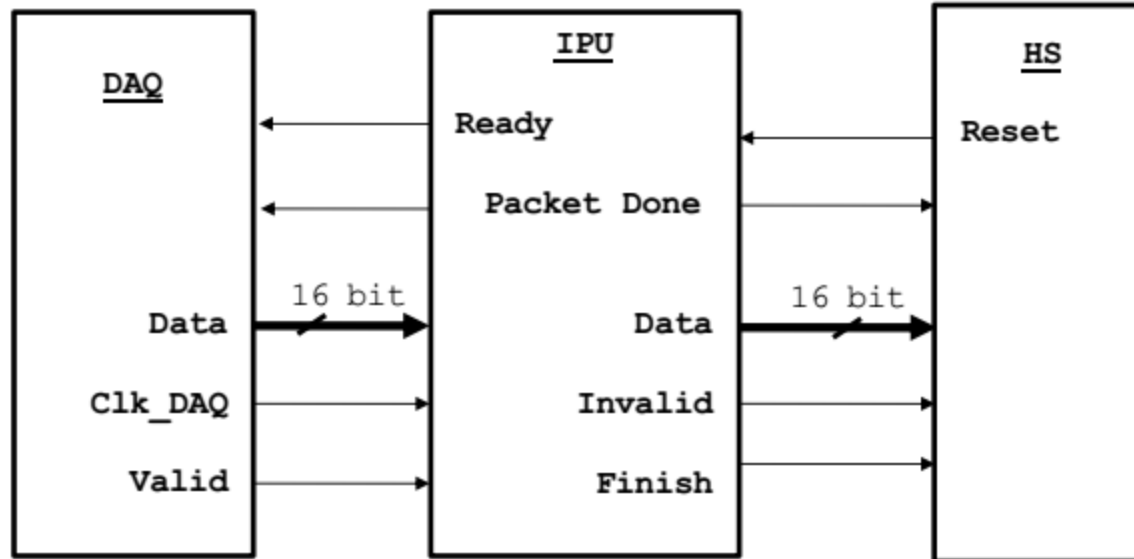 DAQ
IPU
HS
Ready
Reset
Packet Done
16 bit
16 bit
Data
Data
Clk_DAQ
Invalid
Valid
Finish